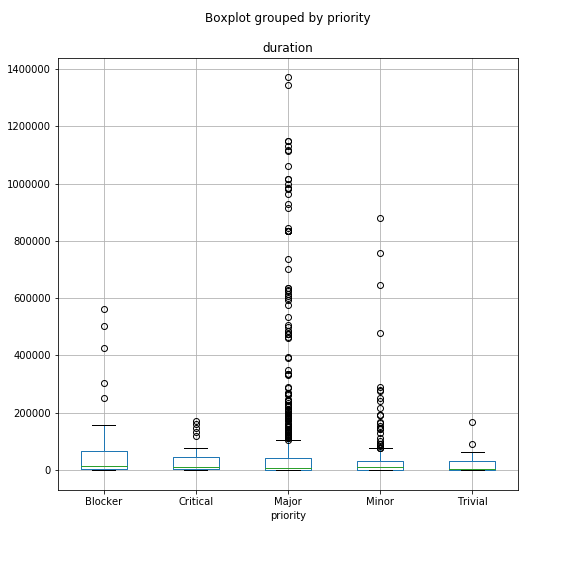 Boxplot grouped by priority
duration
1400000
1200000
1000000
800000
600000
400000
200000
0
Blocker Critical Major Minor Trivial
priority